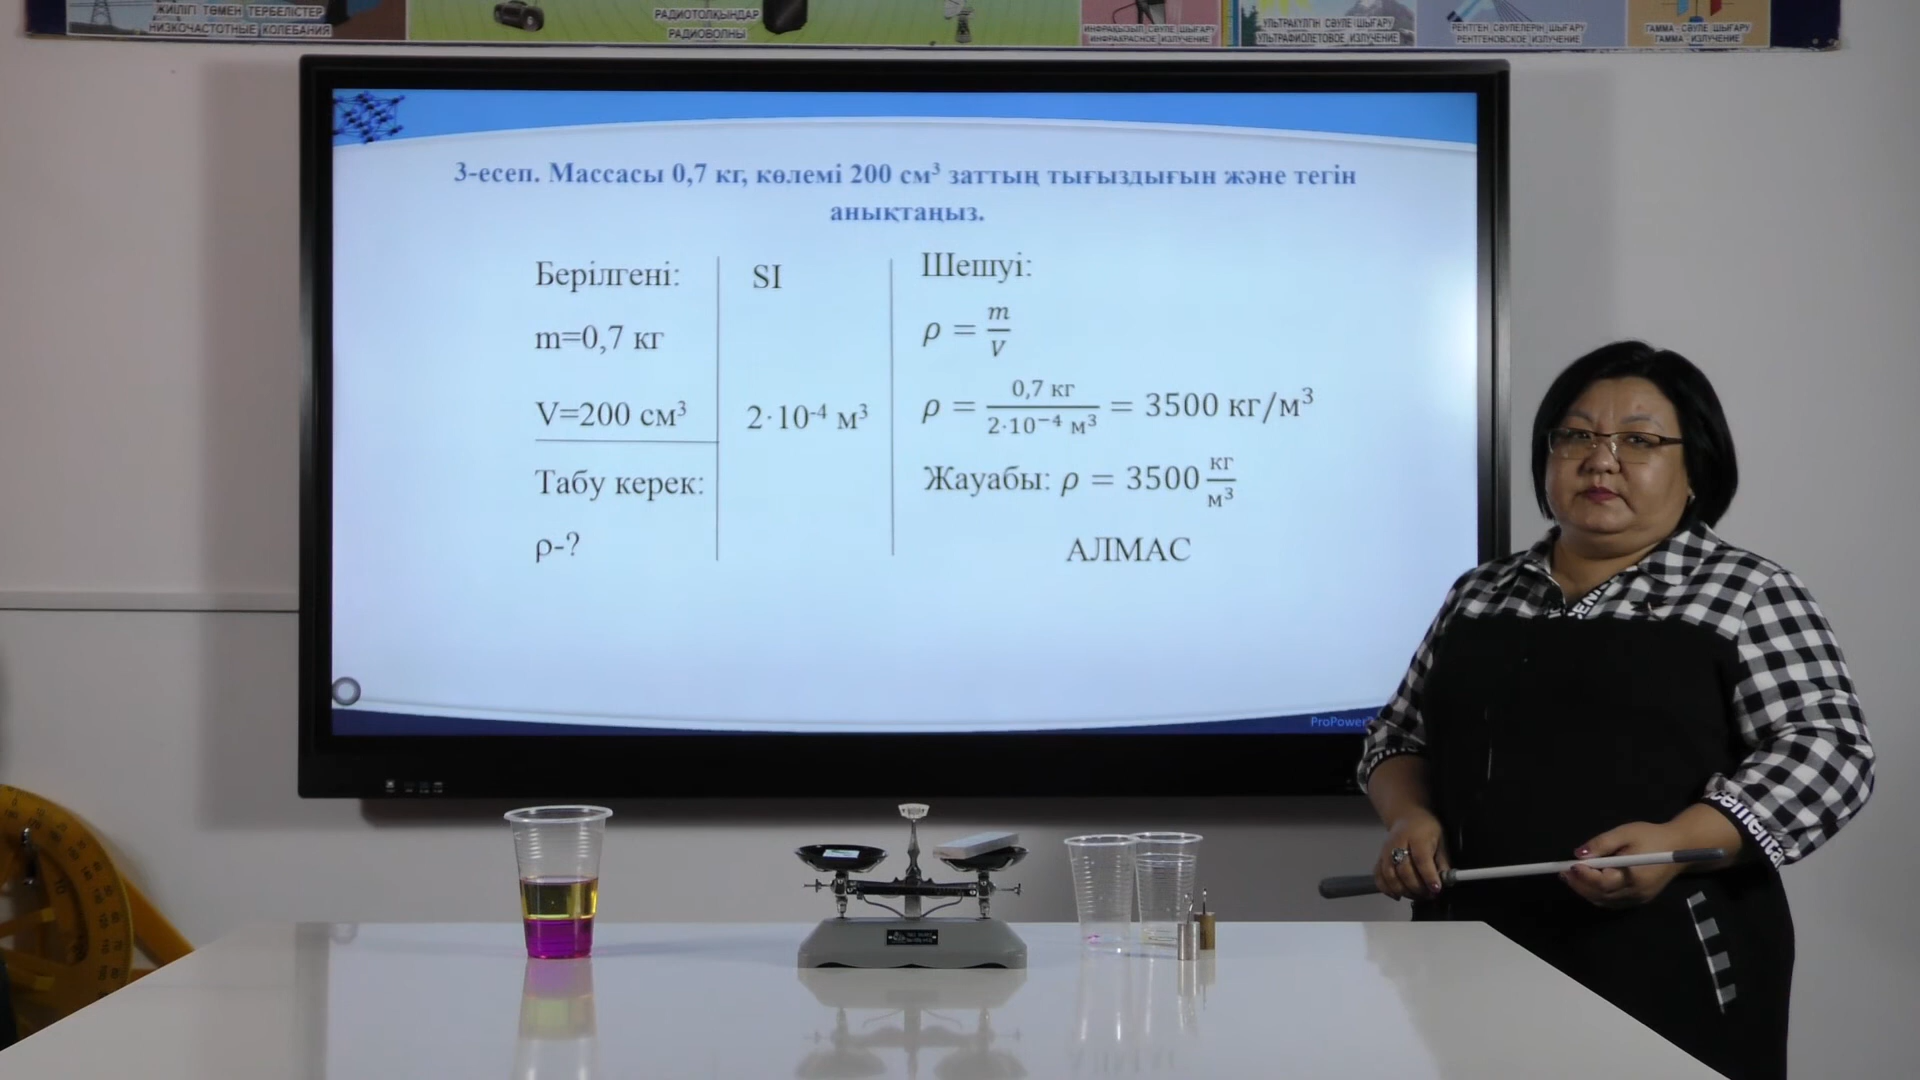 ЖИІЛІГІ ТӨМЕН ТЕРБЕЛІСТЕР
НИЗКОЧАСТОТНЫЕ КОЛЕБАНИЯ
РАДИОТОЛҚЫНДАР
РАДИОВОЛНЫ
ИНФРАҚЫЗЫЛ СӘУЛЕ ШЫҒАРУ
ИНФРАКРАСНОЕ ИЗЛУЧЕНИЕ
УЛЬТРАКҮЛГІН СӘУЛЕ ШЫҒАРУ
УЛЬТРАФИОЛЕТОВОЕ ИЗЛУЧЕНИЕ
РЕНТГЕН СӘУЛЕЛЕРІН ШЫҒАРУ
РЕНТГЕНОВСКОЕ ИЗЛУЧЕНИЕ
ГАММА - СӘУЛЕ ШЫҒАРУ
ГАММА - ИЗЛУЧЕНИЕ
3-есеп. Массасы 0,7 кг, көлемі 200 см³ заттың тығыздығын және тегін
анықтаңыз.
Берілгені:
m=0,7 кг
V=200 см³
Табу керек:
ρ-?
SI
2·10⁻⁴ м³
Шешуі:
ρ = m/V
ρ = 0,7 кг/2·10⁻⁴ м³ = 3500 кг/м³
Жауабы: ρ = 3500 кг/м³
АЛМАС